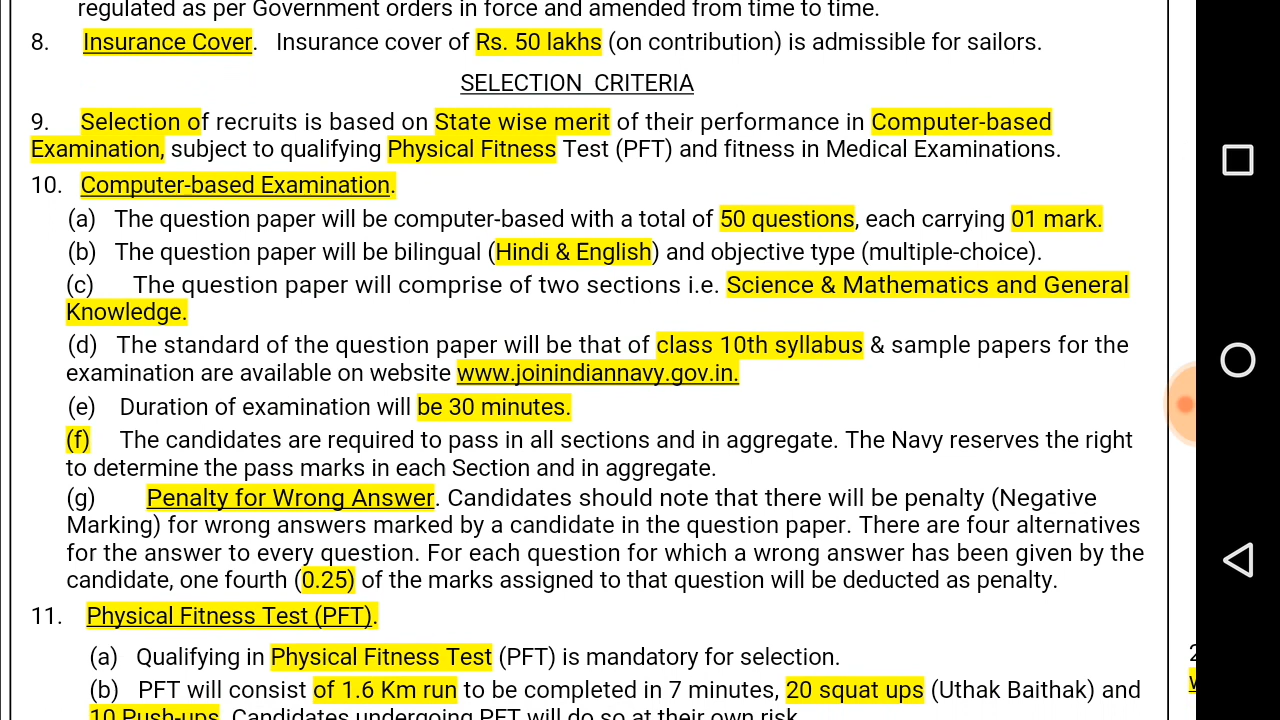 regulated as per Government orders in force and amended from time to time.
8. Insurance Cover. Insurance cover of Rs. 50 lakhs (on contribution) is admissible for sailors.
SELECTION CRITERIA
9. Selection of recruits is based on State wise merit of their performance in Computer-based
Examination, subject to qualifying Physical Fitness Test (PFT) and fitness in Medical Examinations.
10. Computer-based Examination.
(a) The question paper will be computer-based with a total of 50 questions, each carrying 01 mark.
(b) The question paper will be bilingual (Hindi & English) and objective type (multiple-choice).
(c) The question paper will comprise of two sections i.e. Science & Mathematics and General
Knowledge.
(d) The standard of the question paper will be that of class 10th syllabus & sample papers for the
examination are available on website www.joinindiannavy.gov.in.
(e) Duration of examination will be 30 minutes.
(f) The candidates are required to pass in all sections and in aggregate. The Navy reserves the right
to determine the pass marks in each Section and in aggregate.
(g) Penalty for Wrong Answer. Candidates should note that there will be penalty (Negative
Marking) for wrong answers marked by a candidate in the question paper. There are four alternatives
for the answer to every question. For each question for which a wrong answer has been given by the
candidate, one fourth (0.25) of the marks assigned to that question will be deducted as penalty.
11. Physical Fitness Test (PFT).
(a) Qualifying in Physical Fitness Test (PFT) is mandatory for selection.
(b) PFT will consist of 1.6 Km run to be completed in 7 minutes, 20 squat ups (Uthak Baithak) and
10 Push-ups. Candidates undergoing PFT will do so at their own risk.